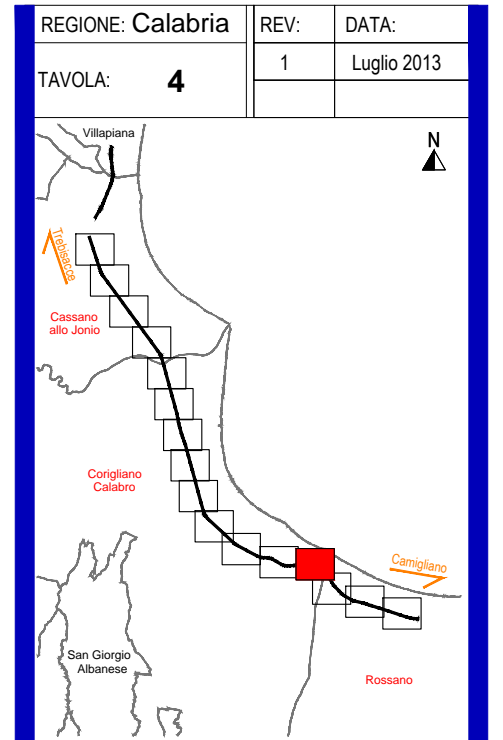 REGIONE: Calabria
REV:
DATA:
1
Luglio 2013
TAVOLA: 4
Villapiana
N
Trebisacce
Cassano
allo Jonio
Corigliano
Calabro
Camigliano
San Giorgio
Albanese
Rossano